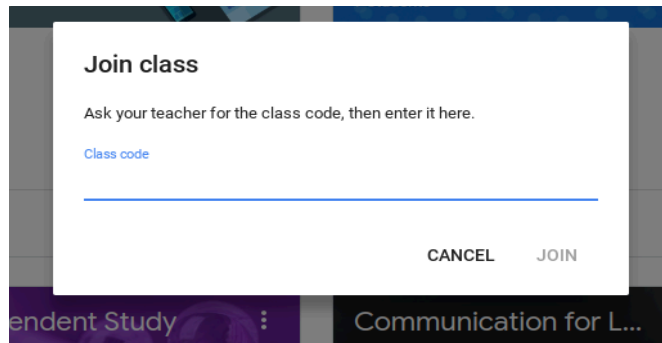 Join class
Ask your teacher for the class code, then enter it here.
Class code
CANCEL JOIN
endent Study
Communication for L...